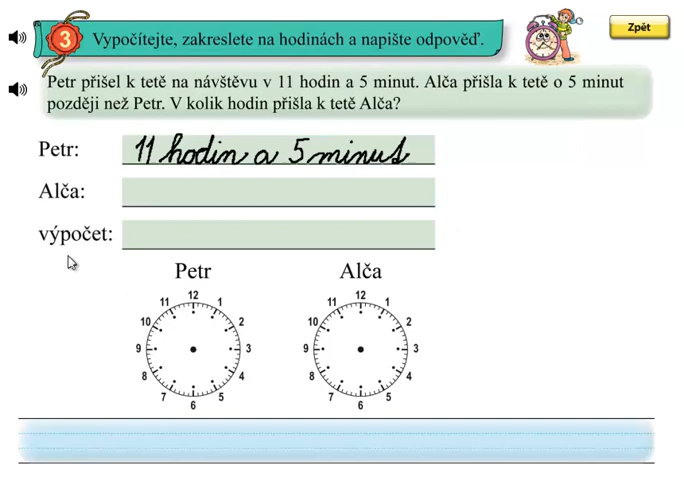 3 Vypočítejte, zakreslete na hodinách a napište odpověď.
Zpět
Petr přišel k tetě na návštěvu v 11 hodin a 5 minut. Alča přišla k tetě o 5 minut
později než Petr. V kolik hodin přišla k tetě Alča?
Petr: 11 hodin a 5 minut
Alča:
výpočet:
Petr
Alča
12 1 2 3 4 5 6 7 8 9 10 11
12 1 2 3 4 5 6 7 8 9 10 11